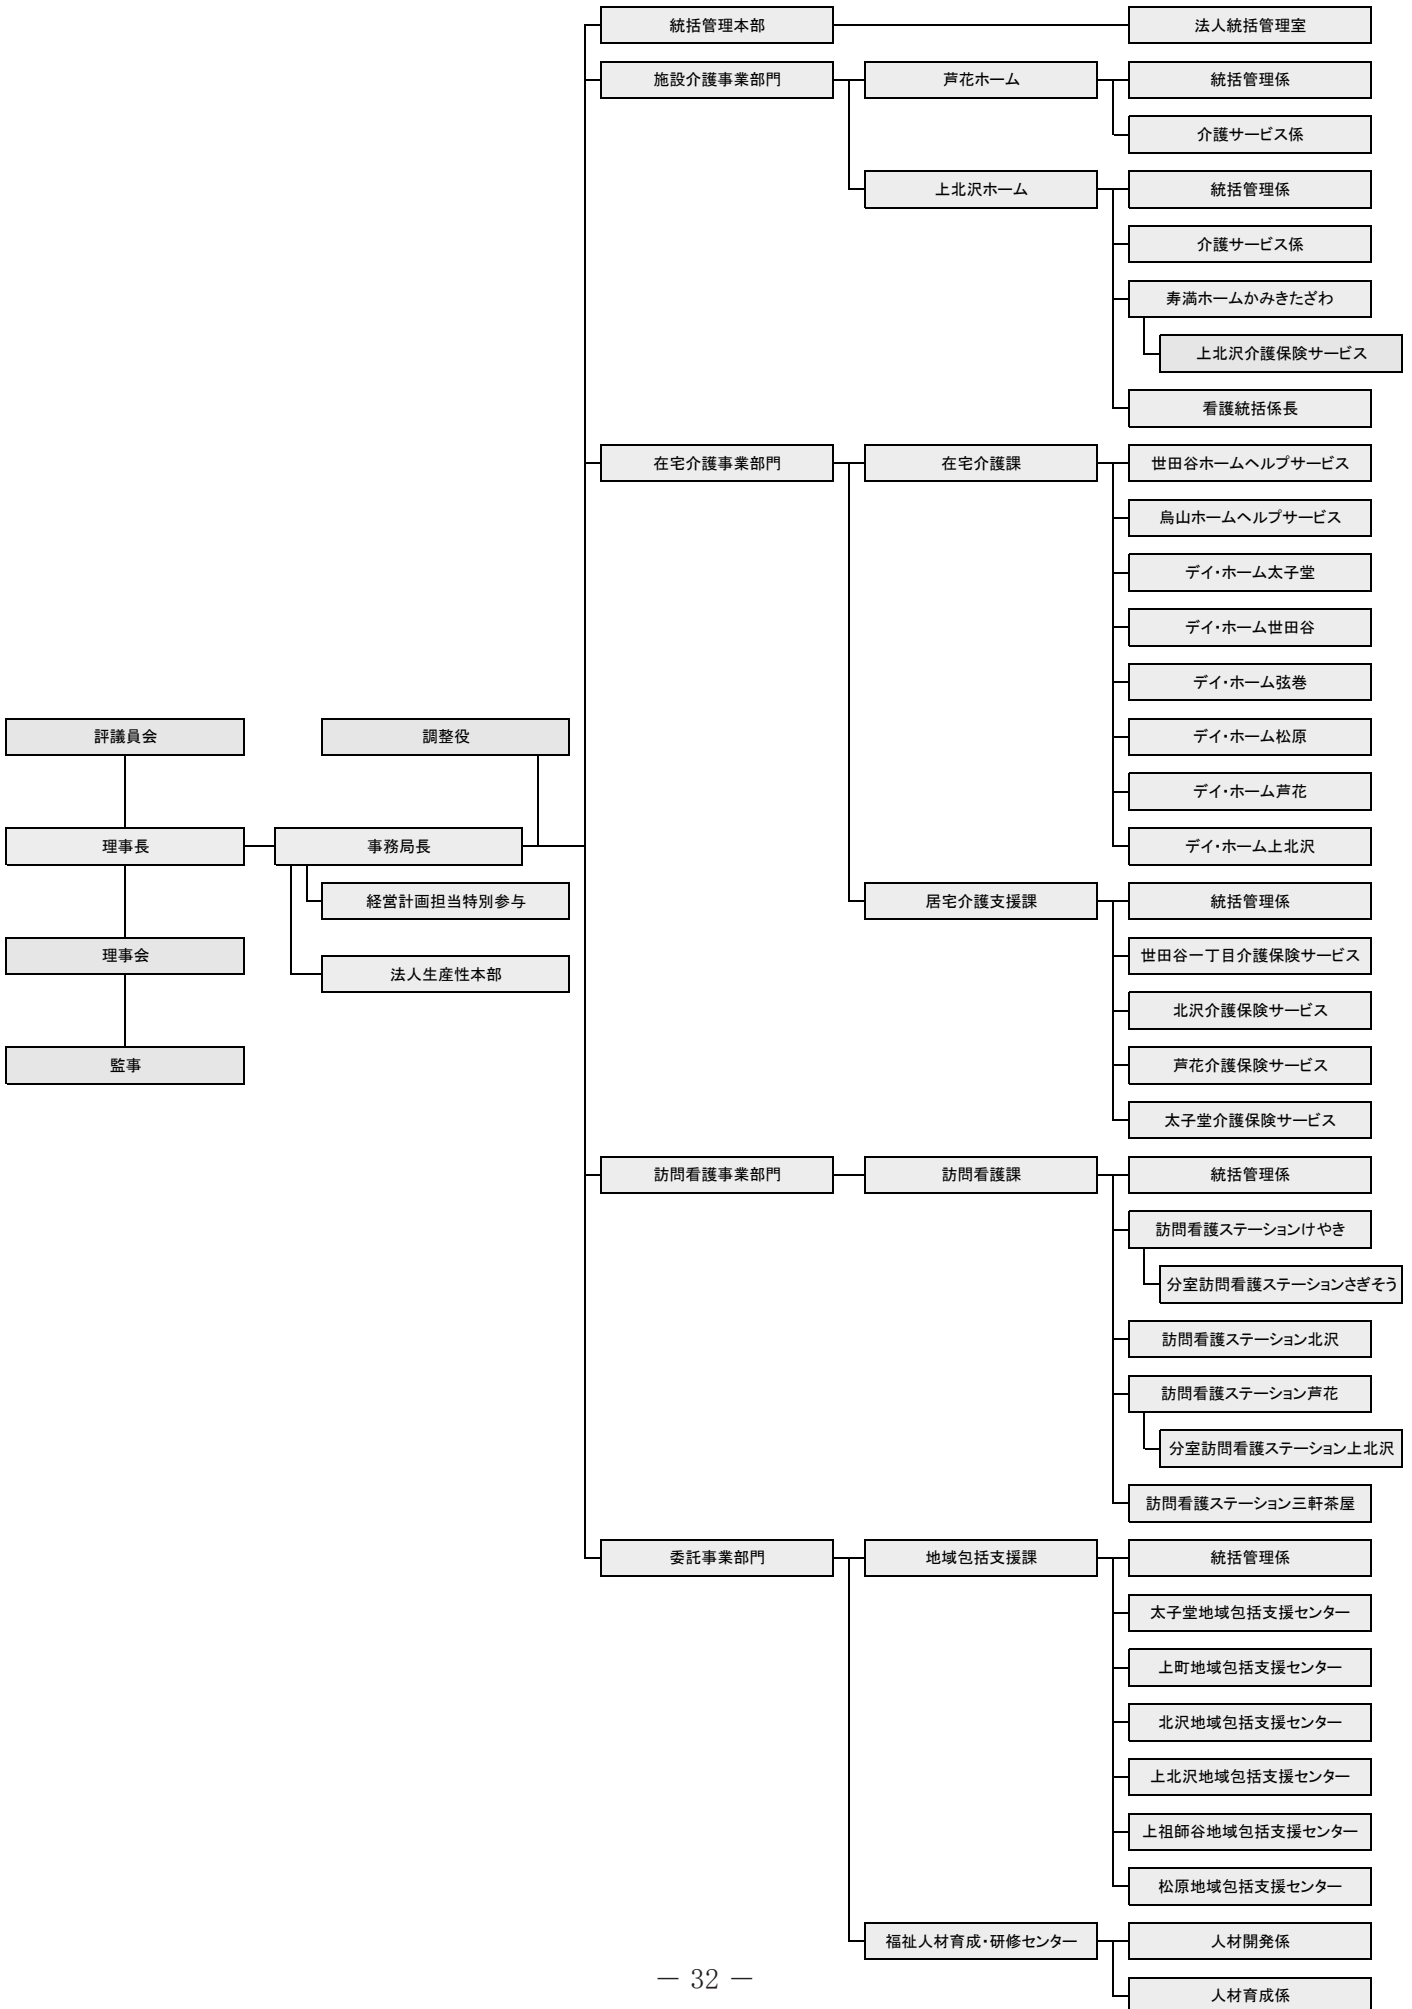 統括管理本部
法人統括管理室
施設介護事業部門
芦花ホーム
統括管理係
介護サービス係
上北沢ホーム
統括管理係
介護サービス係
寿満ホームかみきたざわ
上北沢介護保険サービス
看護統括係長
在宅介護事業部門
在宅介護課
世田谷ホームヘルプサービス
烏山ホームヘルプサービス
デイ・ホーム太子堂
デイ・ホーム世田谷
デイ・ホーム弦巻
評議員会
調整役
デイ・ホーム松原
デイ・ホーム芦花
理事長
事務局長
デイ・ホーム上北沢
経営計画担当特別参与
居宅介護支援課
統括管理係
理事会
法人生産性本部
世田谷一丁目介護保険サービス
北沢介護保険サービス
監事
芦花介護保険サービス
太子堂介護保険サービス
訪問看護事業部門
訪問看護課
統括管理係
訪問看護ステーションけやき
分室訪問看護ステーションさぎそう
訪問看護ステーション北沢
訪問看護ステーション芦花
分室訪問看護ステーション上北沢
訪問看護ステーション三軒茶屋
委託事業部門
地域包括支援課
統括管理係
太子堂地域包括支援センター
上町地域包括支援センター
北沢地域包括支援センター
上北沢地域包括支援センター
上祖師谷地域包括支援センター
松原地域包括支援センター
福祉人材育成・研修センター
人材開発係
人材育成係
― 32 ―